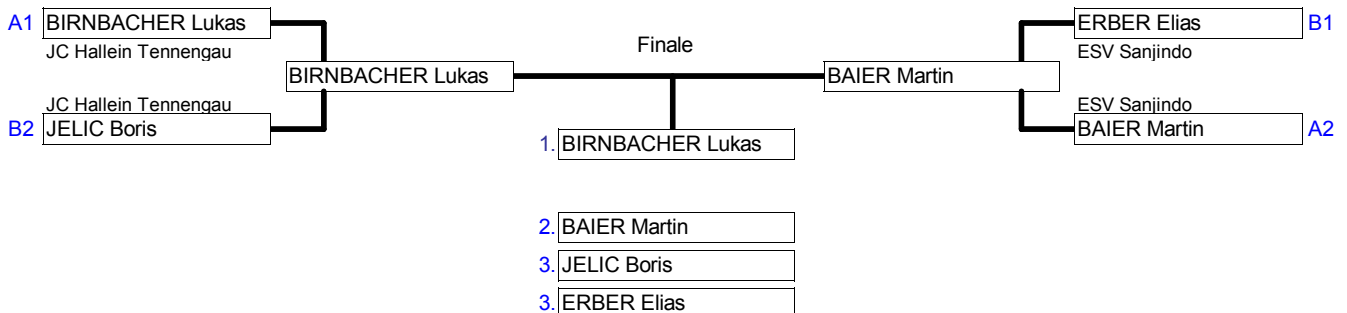 A1 BIRNBACHER Lukas
JC Hallein Tennengau
BIRNBACHER Lukas
JC Hallein Tennengau
B2 JELIC Boris
Finale
ERBER Elias B1
ESV Sanjindo
BAIER Martin
ESV Sanjindo
BAIER Martin A2
1. BIRNBACHER Lukas
2. BAIER Martin
3. JELIC Boris
3. ERBER Elias